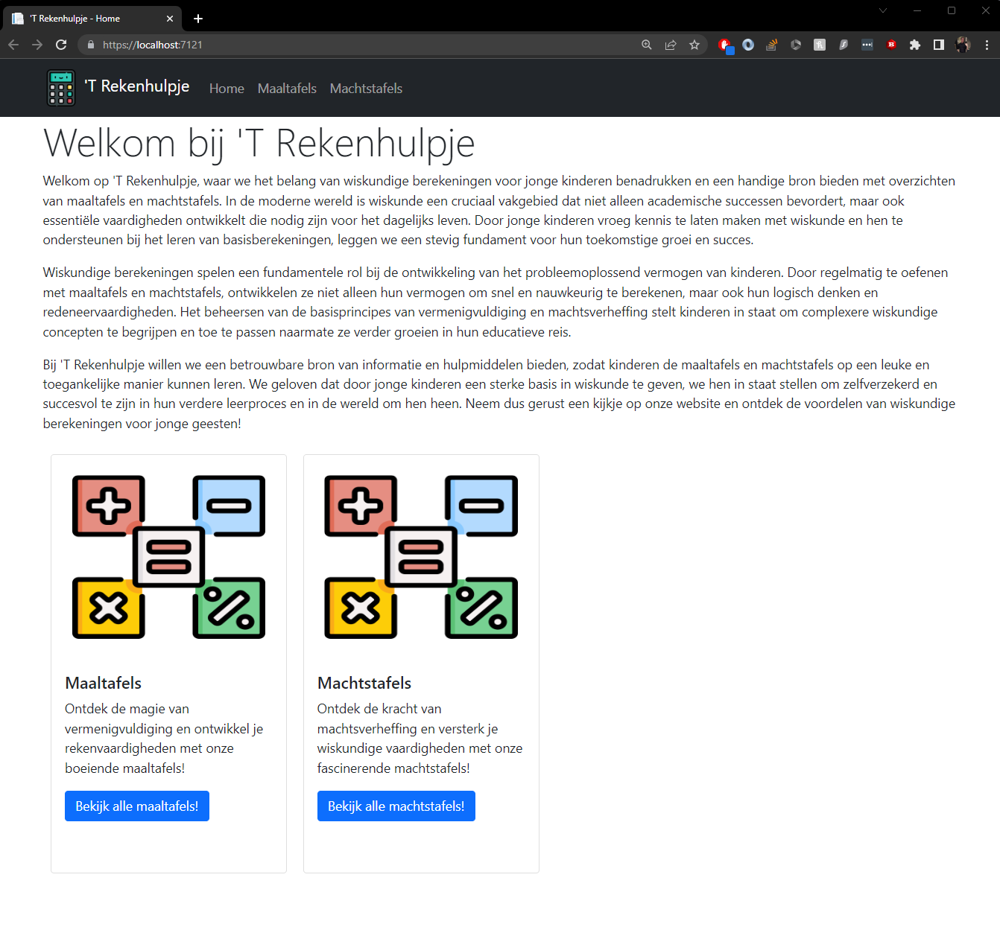 'T Rekenhulpje - Home
https://localhost:7121
'T Rekenhulpje Home Maaltafels Machtstafels
Welkom bij 'T Rekenhulpje
Welkom op 'T Rekenhulpje, waar we het belang van wiskundige berekeningen voor jonge kinderen benadrukken en een handige bron bieden met overzichten
van maaltafels en machtstafels. In de moderne wereld is wiskunde een cruciaal vakgebied dat niet alleen academische successen bevordert, maar ook
essentiële vaardigheden ontwikkelt die nodig zijn voor het dagelijks leven. Door jonge kinderen vroeg kennis te laten maken met wiskunde en hen te
ondersteunen bij het leren van basisberekeningen, leggen we een stevig fundament voor hun toekomstige groei en succes.
Wiskundige berekeningen spelen een fundamentele rol bij de ontwikkeling van het probleemoplossend vermogen van kinderen. Door regelmatig te oefenen
met maaltafels en machtstafels, ontwikkelen ze niet alleen hun vermogen om snel en nauwkeurig te berekenen, maar ook hun logisch denken en
redeneervaardigheden. Het beheersen van de basisprincipes van vermenigvuldiging en machtsverheffing stelt kinderen in staat om complexere wiskundige
concepten te begrijpen en toe te passen naarmate ze verder groeien in hun educatieve reis.
Bij 'T Rekenhulpje willen we een betrouwbare bron van informatie en hulpmiddelen bieden, zodat kinderen de maaltafels en machtstafels op een leuke en
toegankelijke manier kunnen leren. We geloven dat door jonge kinderen een sterke basis in wiskunde te geven, we hen in staat stellen om zelfverzekerd en
succesvol te zijn in hun verdere leerproces en in de wereld om hen heen. Neem dus gerust een kijkje op onze website en ontdek de voordelen van wiskundige
berekeningen voor jonge geesten!
Maaltafels
Ontdek de magie van
vermenigvuldiging en ontwikkel je
rekenvaardigheden met onze
boeiende maaltafels!
Bekijk alle maaltafels!
Machtstafels
Ontdek de kracht van
machtsverheffing en versterk je
wiskundige vaardigheden met onze
fascinerende machtstafels!
Bekijk alle machtstafels!